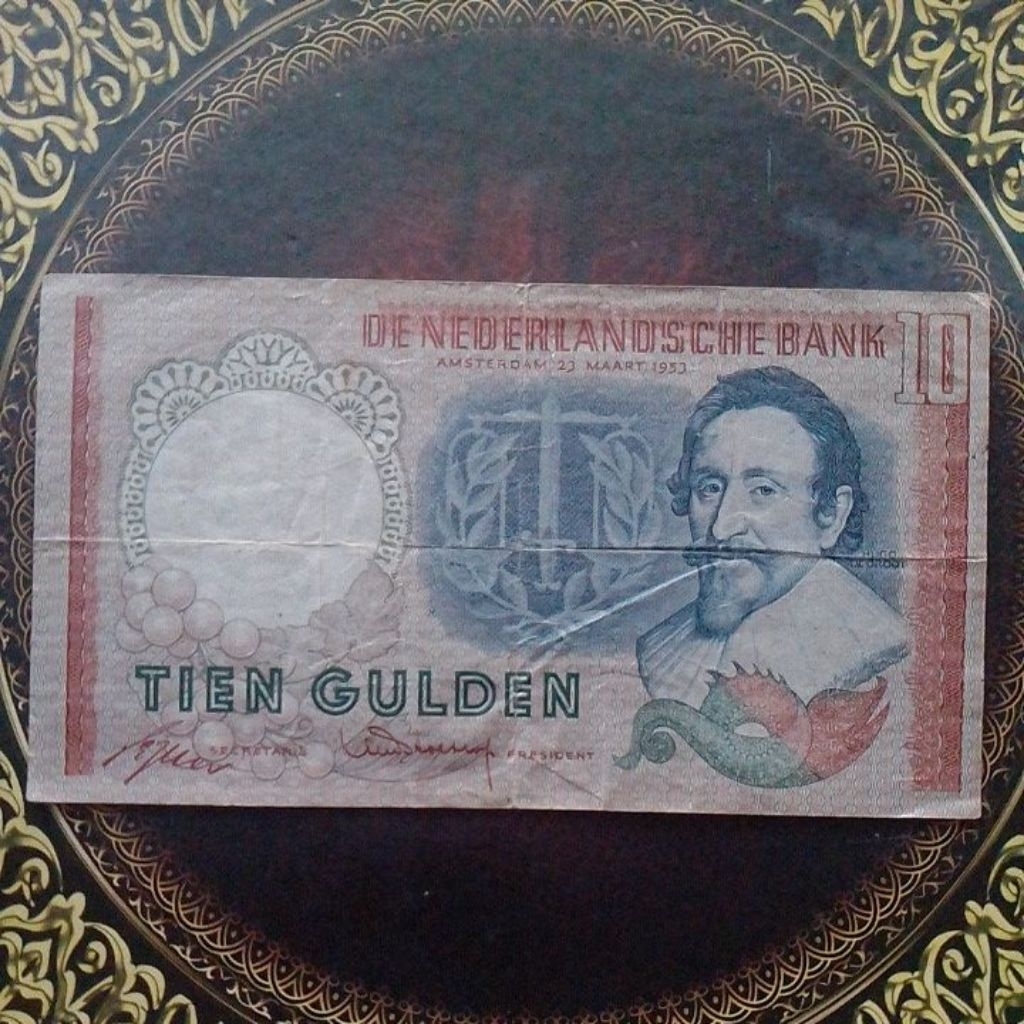 DE NEDERLANDSCHE BANK
10
AMSTERDAM 23 MAART 1953
TIEN GULDEN
SECRETARIS
PRESIDENT